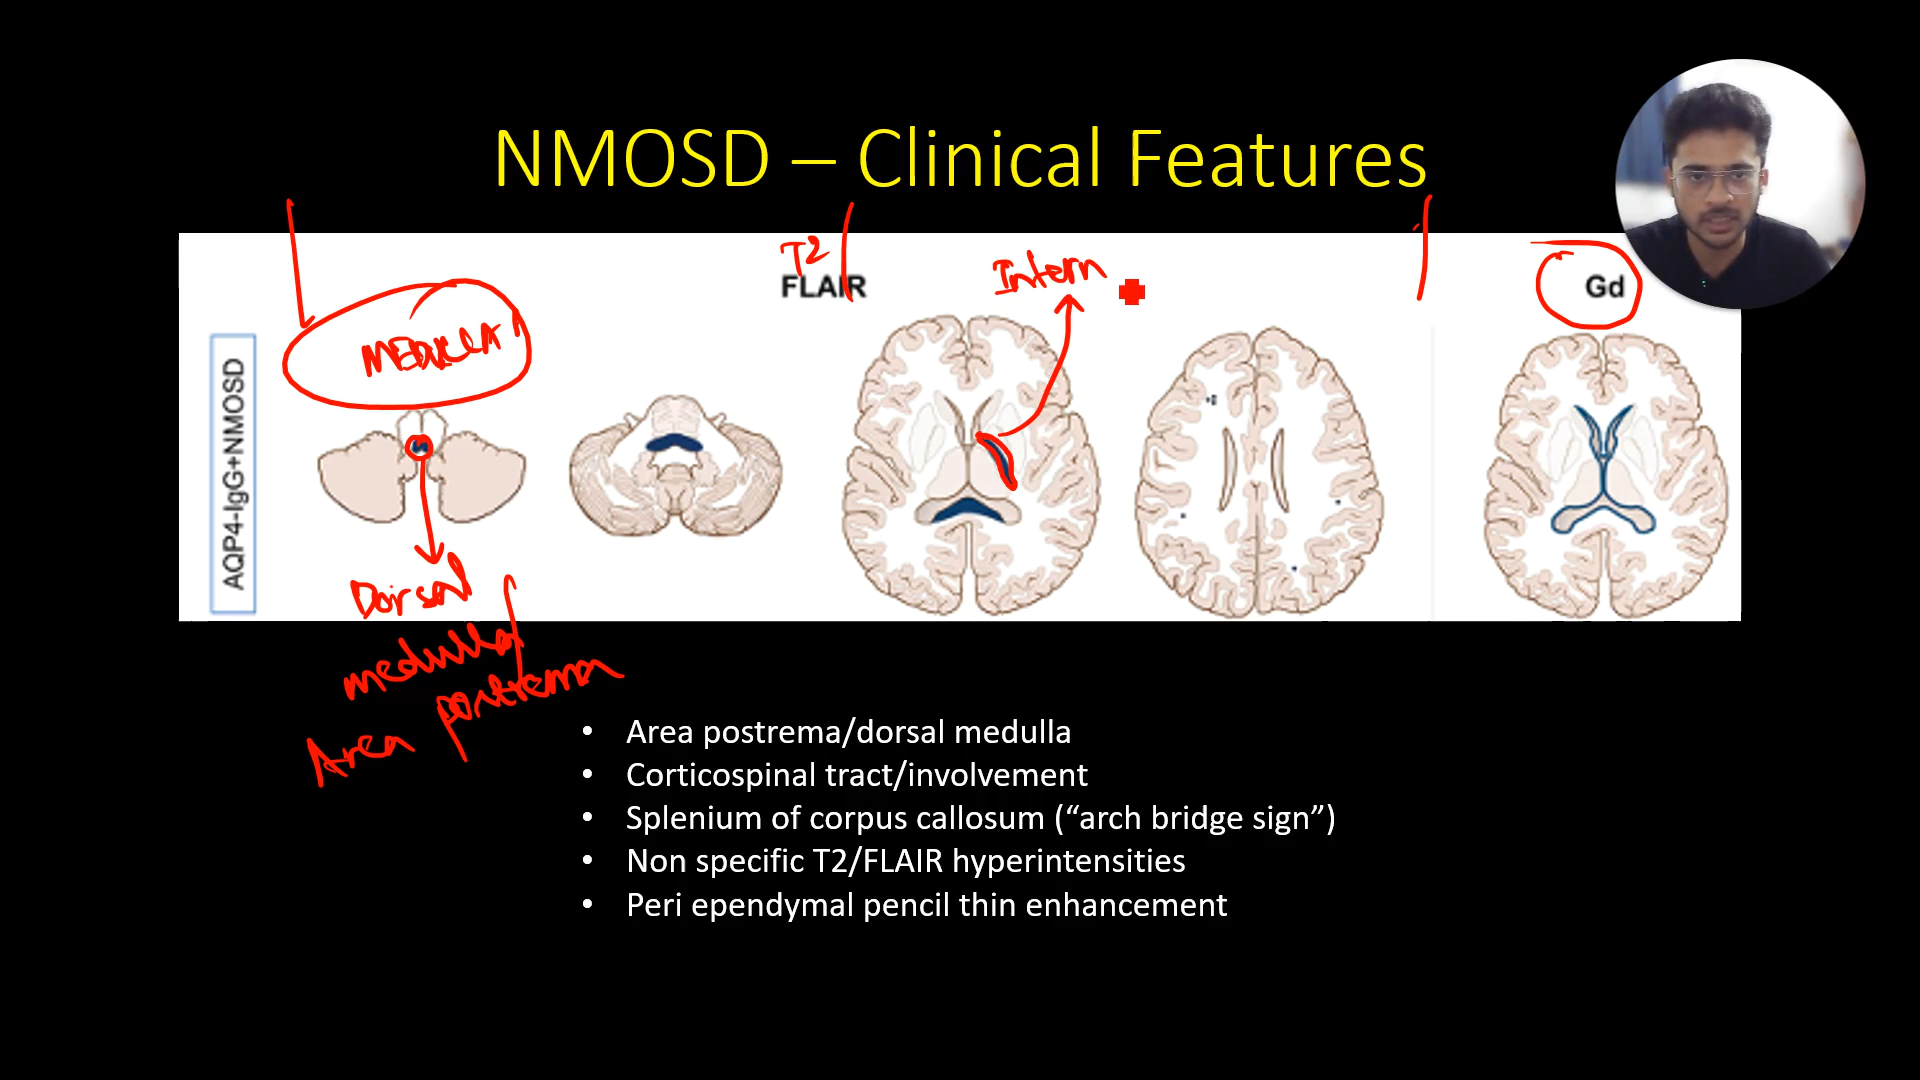 NMOSD – Clinical Features
T2
FLAIR
Intern
Gd
MEDULLA
AQP4-IgG+NMOSD
Dorsal
medulla
Area postrema
• Area postrema/dorsal medulla
• Corticospinal tract/involvement
• Splenium of corpus callosum (“arch bridge sign”)
• Non specific T2/FLAIR hyperintensities
• Peri ependymal pencil thin enhancement